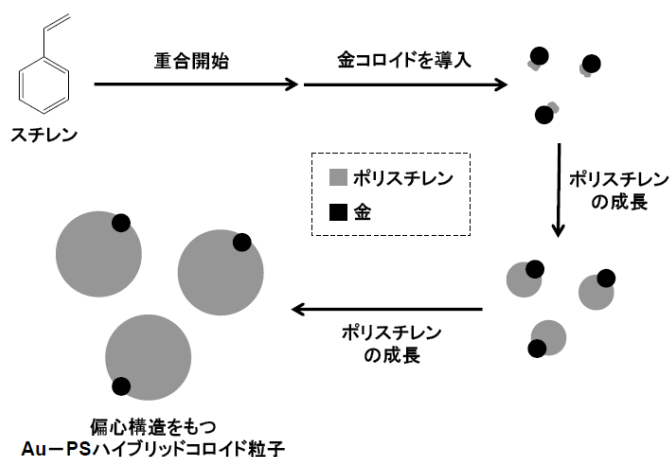 スチレン
重合開始
金コロイドを導入
ポリスチレン
の成長
ポリスチレン
金
ポリスチレン
の成長
偏心構造をもつ
Au－PSハイブリッドコロイド粒子